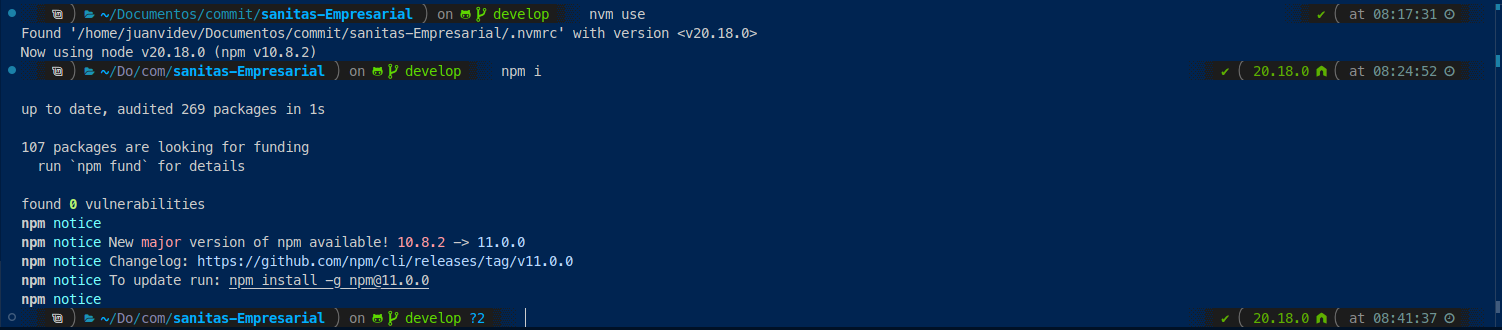 ~/Documentos/commit/sanitas-Empresarial ) on develop nvm use ✔ ( at 08:17:31
Found '/home/juanvidev/Documentos/commit/sanitas-Empresarial/.nvmrc' with version <v20.18.0>
Now using node v20.18.0 (npm v10.8.2)
~/Do/com/sanitas-Empresarial ) on develop npm i ✔ ( 20.18.0 ( at 08:24:52
up to date, audited 269 packages in 1s
107 packages are looking for funding
run `npm fund` for details
found 0 vulnerabilities
npm notice
npm notice New major version of npm available! 10.8.2 -> 11.0.0
npm notice Changelog: https://github.com/npm/cli/releases/tag/v11.0.0
npm notice To update run: npm install -g npm@11.0.0
npm notice
~/Do/com/sanitas-Empresarial ) on develop ?2 ✔ ( 20.18.0 ( at 08:41:37